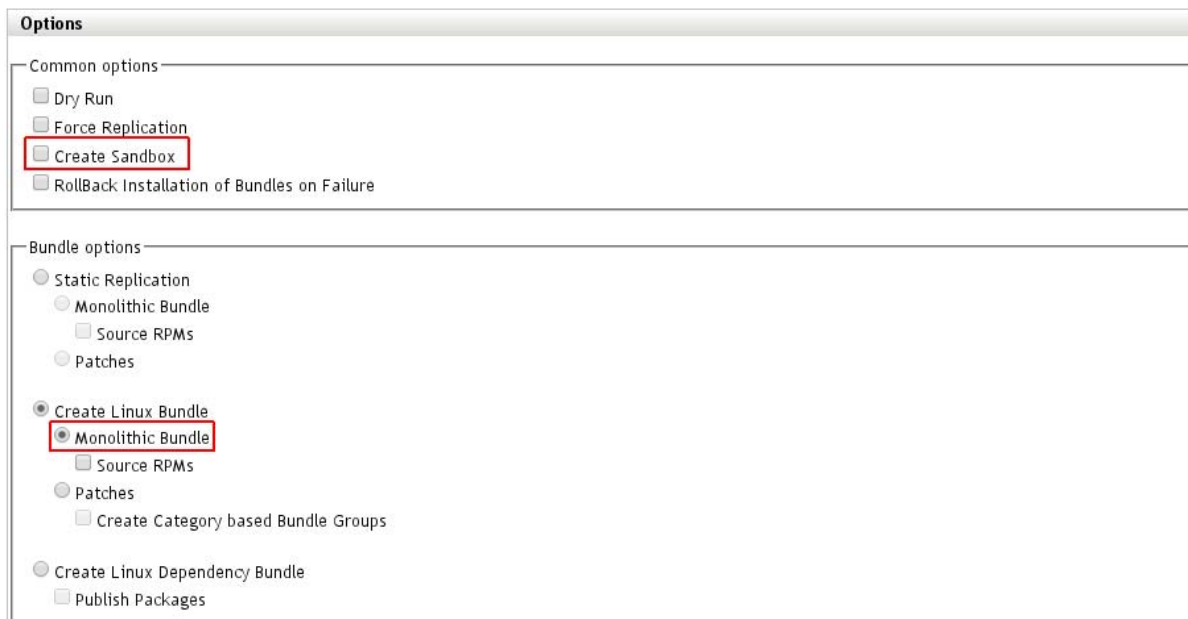 Options
Common options
Dry Run
Force Replication
Create Sandbox
RollBack Installation of Bundles on Failure
Bundle options
Static Replication
Monolithic Bundle
Source RPMs
Patches
Create Linux Bundle
Monolithic Bundle
Source RPMs
Patches
Create Category based Bundle Groups
Create Linux Dependency Bundle
Publish Packages